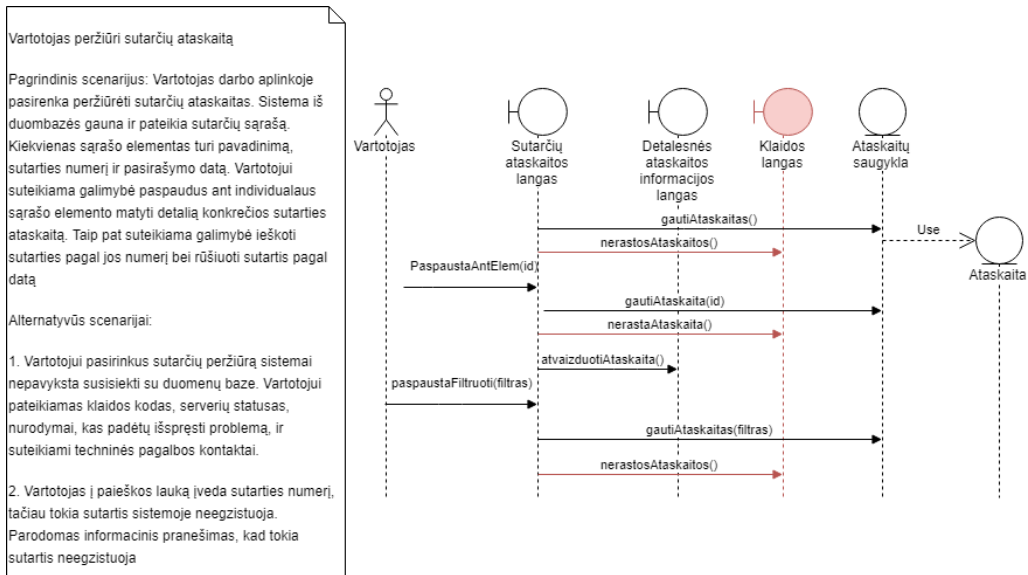 Vartotojas peržiūri sutarčių ataskaitą
Pagrindinis scenarijus: Vartotojas darbo aplinkoje
pasirenka peržiūrėti sutarčių ataskaitas. Sistema iš
duombazės gauna ir pateikia sutarčių sąrašą.
Kiekvienas sąrašo elementas turi pavadinimą,
sutarties numerį ir pasirašymo datą. Vartotojui
suteikiama galimybė paspaudus ant individualaus
sąrašo elemento matyti detalią konkrečios sutarties
ataskaitą. Taip pat suteikiama galimybė ieškoti
sutarties pagal jos numerį bei rūšiuoti sutartis pagal
datą
Alternatyvūs scenarijai:
1. Vartotojui pasirinkus sutarčių peržiūrą sistemai
nepavyksta susisiekti su duomenų baze. Vartotojui
pateikiamas klaidos kodas, serverių statusas,
nurodymai, kas padėtų išspręsti problemą, ir
suteikiami techninės pagalbos kontaktai.
2. Vartotojas į paieškos lauką įveda sutarties numerį,
tačiau tokia sutartis sistemoje neegzistuoja.
Parodomas informacinis pranešimas, kad tokia
sutartis neegzistuoja
Vartotojas
Sutarčių
ataskaitos
langas
Detalesnės
ataskaitos
informacijos
langas
Klaidos
langas
Ataskaitų
saugykla
Ataskaita
gautiAtaskaitas()
Use
nerastosAtaskaitos()
PaspaustaAntElem(id)
gautiAtaskaita(id)
nerastaAtaskaita()
atvaizduotiAtaskaita()
paspaustaFiltruoti(filtras)
gautiAtaskaitas(filtras)
nerastosAtaskaitos()